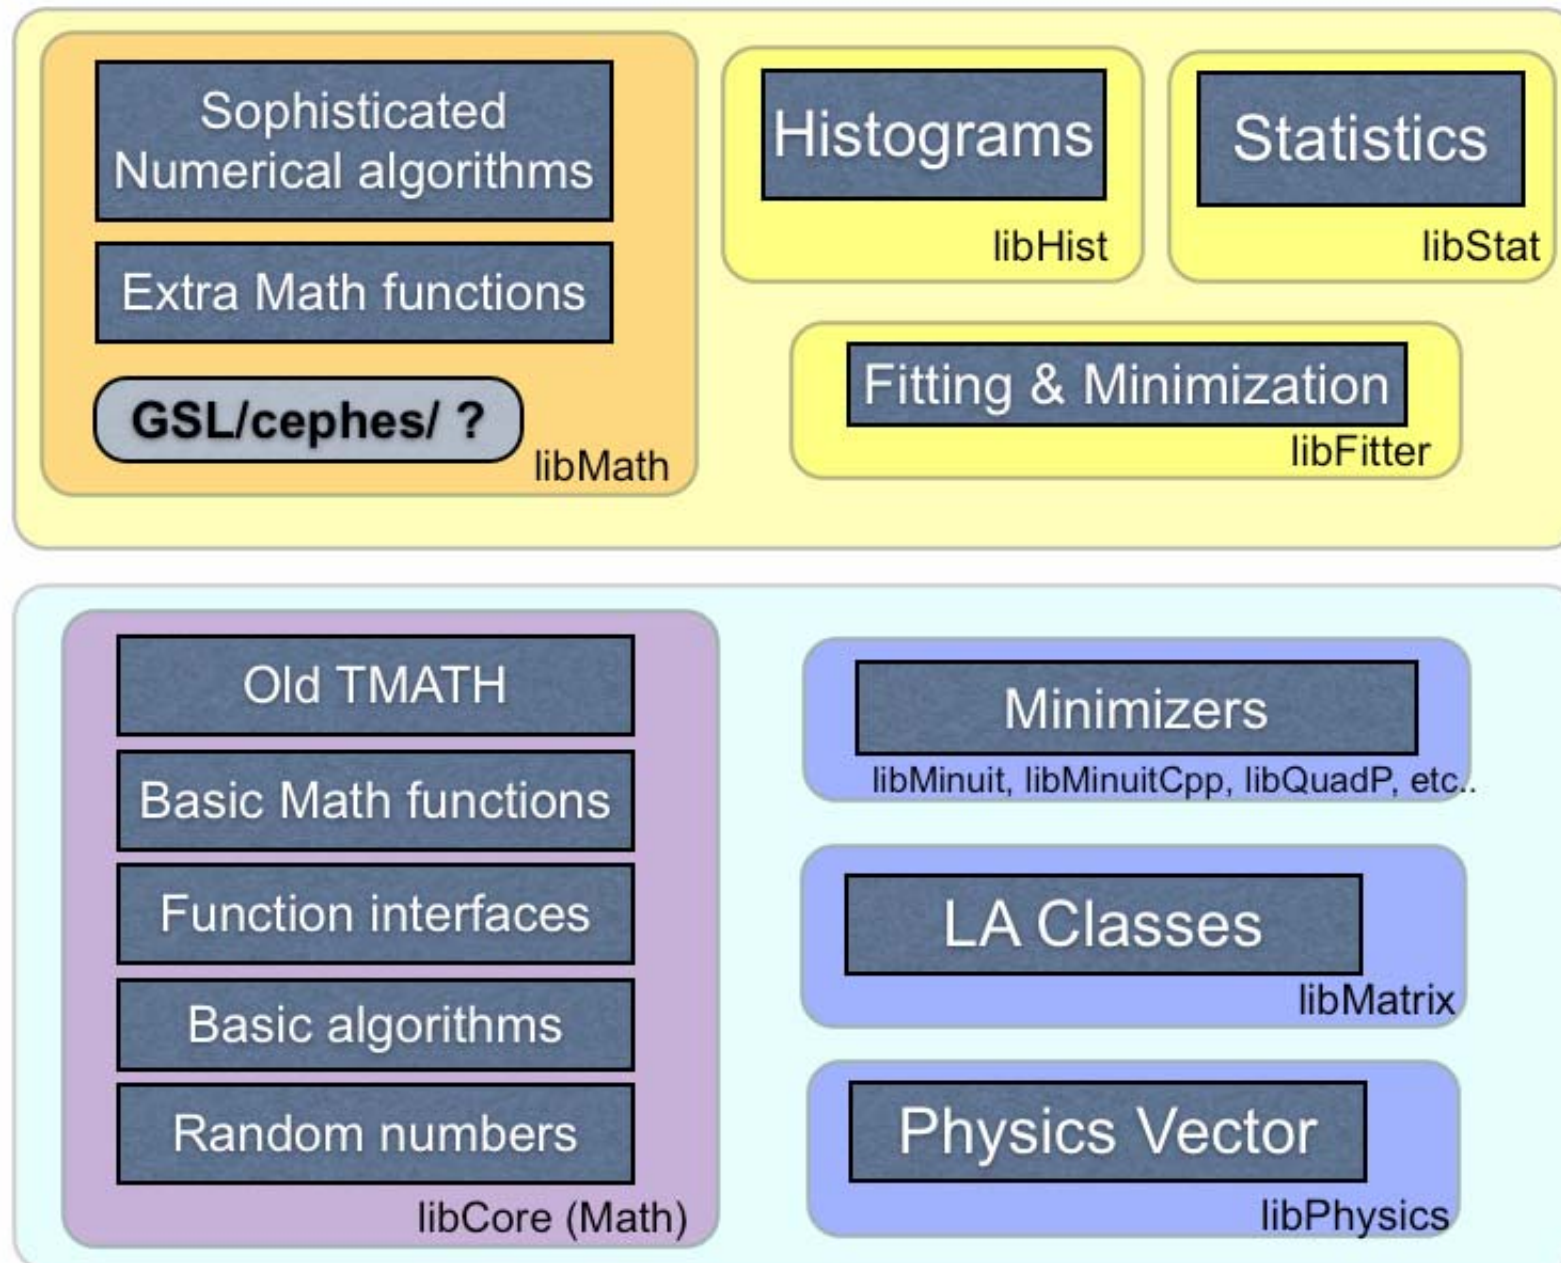 Sophisticated
Numerical algorithms
Extra Math functions
GSL/cephes/ ?
libMath
Histograms
libHist
Statistics
libStat
Fitting & Minimization
libFitter
Old TMATH
Basic Math functions
Function interfaces
Basic algorithms
Random numbers
libCore (Math)
Minimizers
libMinuit, libMinuitCpp, libQuadP, etc..
LA Classes
libMatrix
Physics Vector
libPhysics